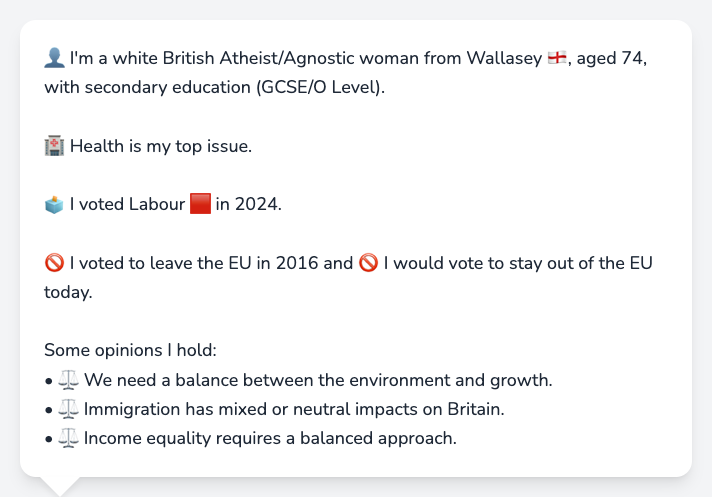 👤 I'm a white British Atheist/Agnostic woman from Wallasey 🏴󠁧󠁢󠁥󠁮󠁧󠁿, aged 74,
with secondary education (GCSE/O Level).
🏥 Health is my top issue.
🗳️ I voted Labour 🟥 in 2024.
🚫 I voted to leave the EU in 2016 and 🚫 I would vote to stay out of the EU
today.
Some opinions I hold:
• ⚖️ We need a balance between the environment and growth.
• ⚖️ Immigration has mixed or neutral impacts on Britain.
• ⚖️ Income equality requires a balanced approach.